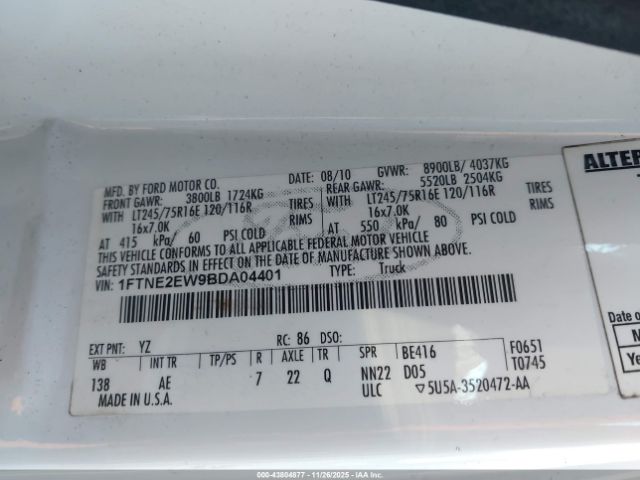 MFD. BY FORD MOTOR CO. DATE: 08/10 GVWR: 8900LB/ 4037KG
FRONT GAWR: 3800LB 1724KG REAR GAWR: 5520LB 2504KG
WITH LT245/75R16E 120/116R TIRES WITH LT245/75R16E 120/116R TIRES
16x7.0K RIMS 16x7.0K RIMS
AT 415 kPa/ 60 PSI COLD AT 550 kPa/ 80 PSI COLD
THIS VEHICLE CONFORMS TO ALL APPLICABLE FEDERAL MOTOR VEHICLE
SAFETY STANDARDS IN EFFECT ON THE DATE OF MANUFACTURE SHOWN ABOVE.
VIN: 1FTNE2EW9BDA04401 TYPE: Truck
EXT PNT: YZ RC: 86 DSO: F0651
WB INT TR TP/PS R AXLE TR SPR BE416 T0745
138 AE 7 22 Q NN22 D05
MADE IN U.S.A. ULC ▽5U5A-3520472-AA
ALTER
Date o
Ye
© 43804877 - 11/26/2025 - IAA, Inc.